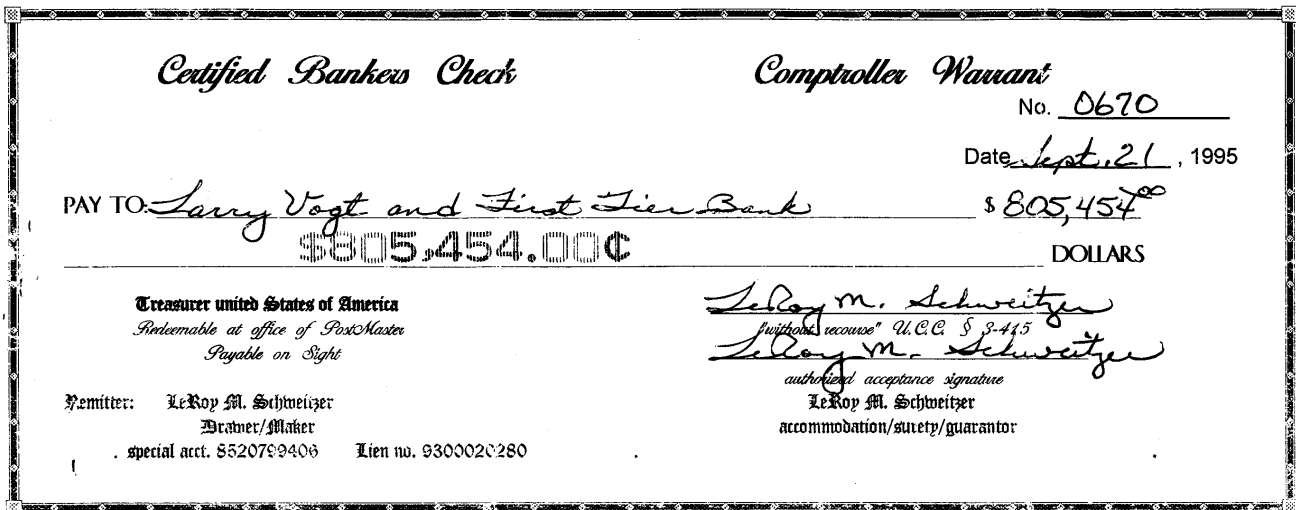 Certified Bankers Check
Comptroller Warrant
No. 0670
Date Sept. 21, 1995
PAY TO: Larry Vogt and First Tier Bank $ 805,454.00
$805,454.00¢ DOLLARS
Treasurer united States of America
Redeemable at office of PostMaster
Payable on Sight
LeRoy M. Schweitzer
"without recourse" U.C.C. § 3-415
LeRoy M. Schweitzer
authorized acceptance signature
LeRoy M. Schweitzer
accommodation/surety/guarantor
Remitter: LeRoy M. Schweitzer
Drawer/Maker
special acct. 8520799406 Lien no. 9300020280